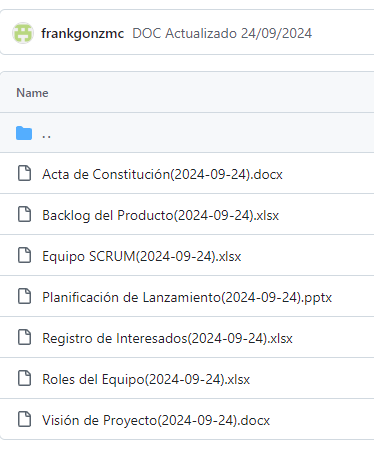 frankgonzmc DOC Actualizado 24/09/2024
Name
..
Acta de Constitución(2024-09-24).docx
Backlog del Producto(2024-09-24).xlsx
Equipo SCRUM(2024-09-24).xlsx
Planificación de Lanzamiento(2024-09-24).pptx
Registro de Interesados(2024-09-24).xlsx
Roles del Equipo(2024-09-24).xlsx
Visión de Proyecto(2024-09-24).docx